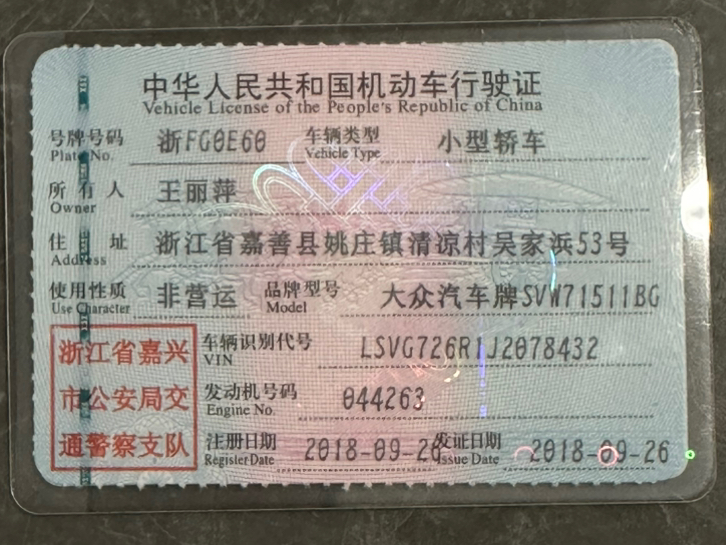 中华人民共和国机动车行驶证
Vehicle License of the People's Republic of China
号牌号码 浙FG0E60 车辆类型 小型轿车
Plate No. Vehicle Type
所有人 王丽萍
Owner
住址 浙江省嘉善县姚庄镇清凉村吴家浜53号
Address
使用性质 非营运 品牌型号 大众汽车牌SVW71511BG
Use Character Model
浙江省嘉兴 车辆识别代号 LSVG726R1J2078432
VIN
市公安局交 发动机号码 044263
Engine No.
通警察支队 注册日期 2018-09-26 发证日期 2018-09-26
Register Date Issue Date